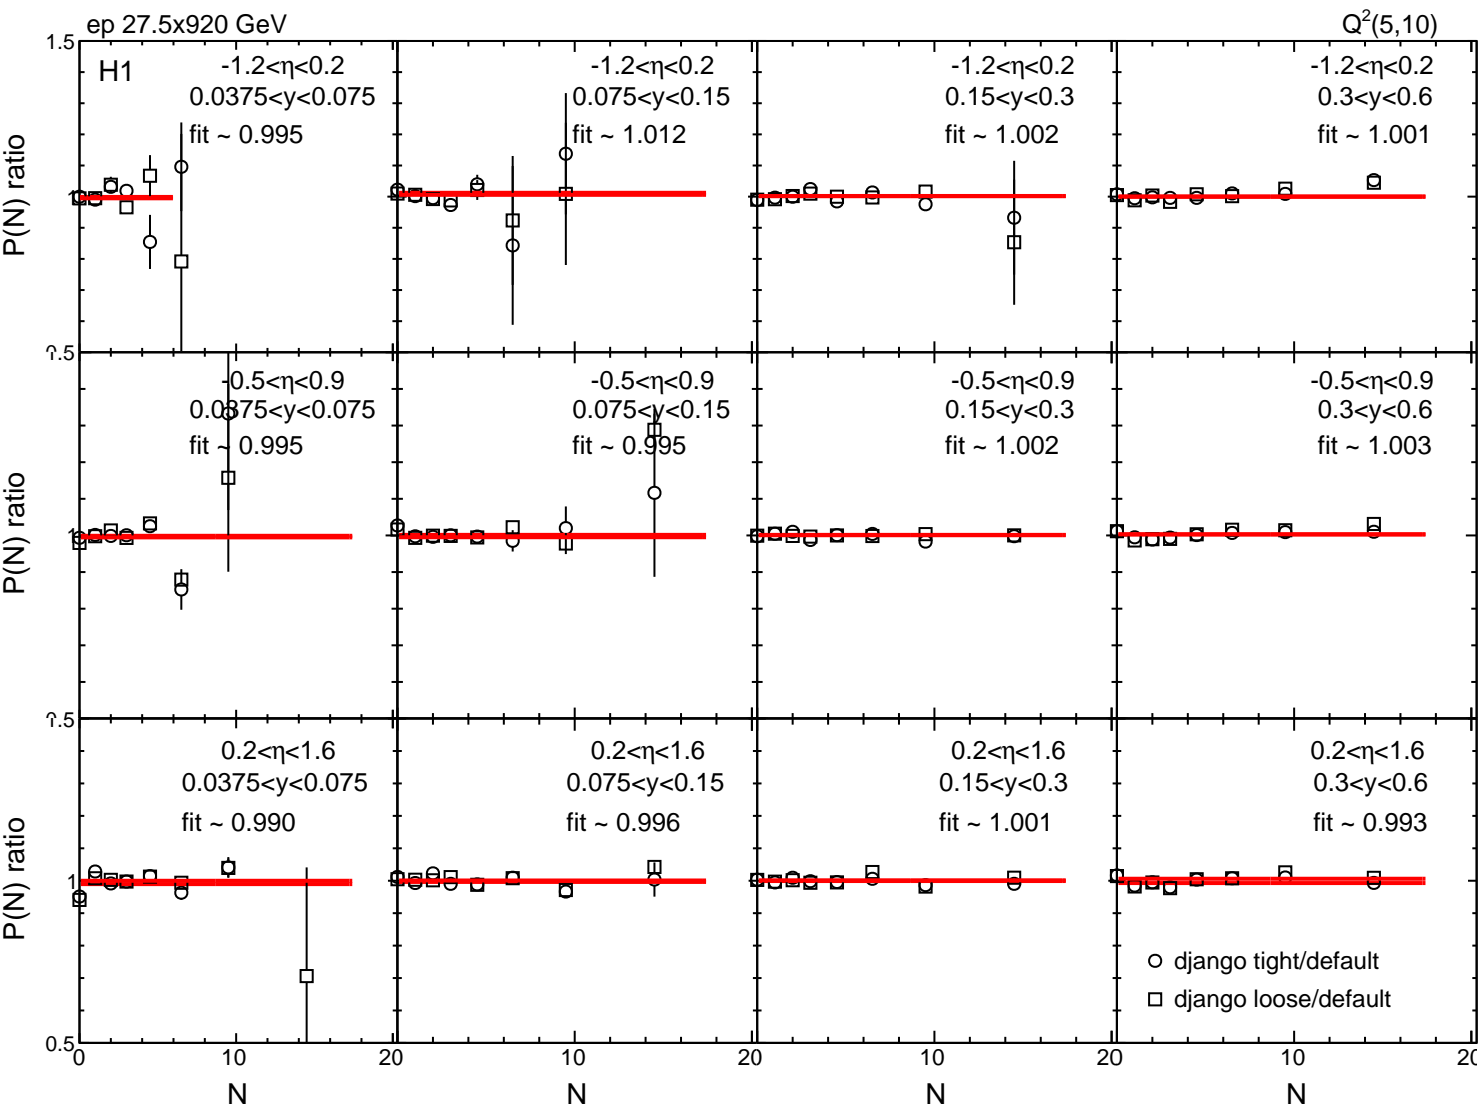 ep 27.5x920 GeV
Q²(5,10)
H1
-1.2<η<0.2
0.0375<y<0.075
fit ~ 0.995
-1.2<η<0.2
0.075<y<0.15
fit ~ 1.012
-1.2<η<0.2
0.15<y<0.3
fit ~ 1.002
-1.2<η<0.2
0.3<y<0.6
fit ~ 1.001
1.5
1
P(N) ratio
-0.5<η<0.9
0.0375<y<0.075
fit ~ 0.995
-0.5<η<0.9
0.075<y<0.15
fit ~ 0.995
-0.5<η<0.9
0.15<y<0.3
fit ~ 1.002
-0.5<η<0.9
0.3<y<0.6
fit ~ 1.003
1
P(N) ratio
0.2<η<1.6
0.0375<y<0.075
fit ~ 0.990
0.2<η<1.6
0.075<y<0.15
fit ~ 0.996
0.2<η<1.6
0.15<y<0.3
fit ~ 1.001
0.2<η<1.6
0.3<y<0.6
fit ~ 0.993
1
P(N) ratio
django tight/default
django loose/default
0.5
0 10 20 10 20 10 20 10
N N N N